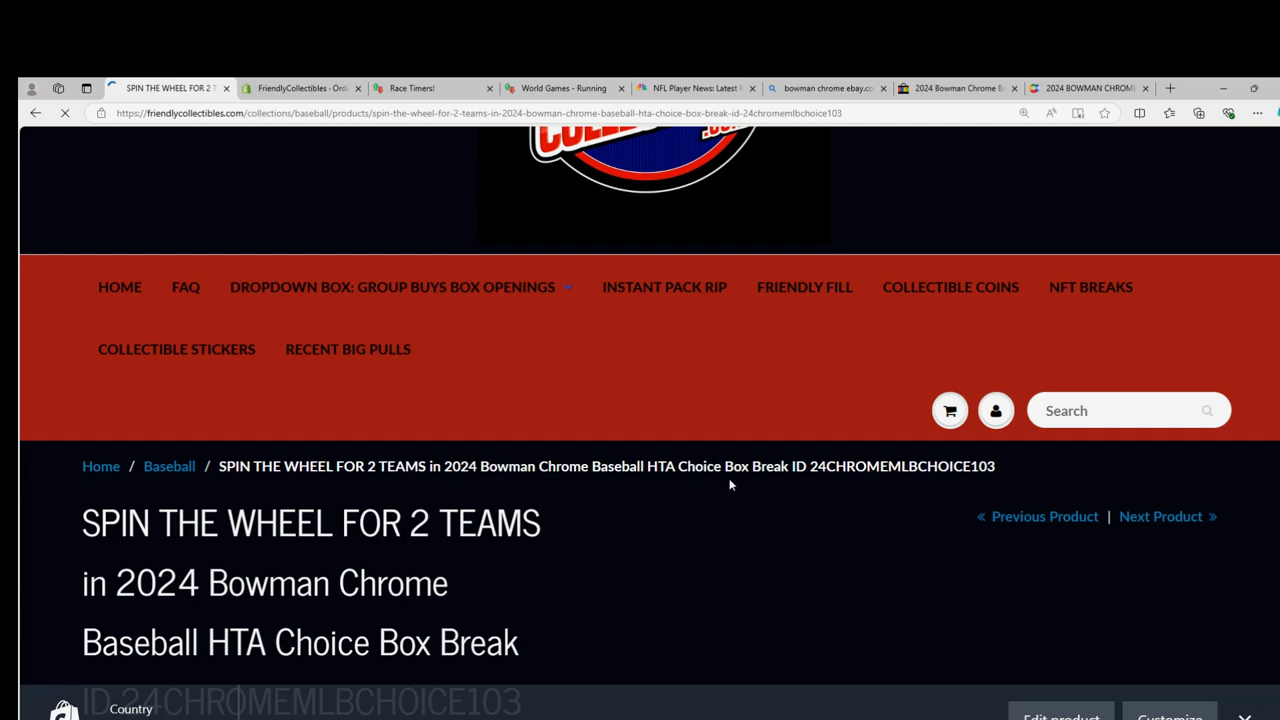 SPIN THE WHEEL FOR 2 T
FriendlyCollectibles · Ord
Race Timers!
World Games - Running
NFL Player News: Latest
bowman chrome ebay.co
2024 Bowman Chrome B
2024 BOWMAN CHROM
https://friendlycollectibles.com/collections/baseball/products/spin-the-wheel-for-2-teams-in-2024-bowman-chrome-baseball-hta-choice-box-break-id-24chromemlbchoice103
.COM
HOME FAQ DROPDOWN BOX: GROUP BUYS BOX OPENINGS INSTANT PACK RIP FRIENDLY FILL COLLECTIBLE COINS NFT BREAKS
COLLECTIBLE STICKERS RECENT BIG PULLS
Search
Home / Baseball / SPIN THE WHEEL FOR 2 TEAMS in 2024 Bowman Chrome Baseball HTA Choice Box Break ID 24CHROMEMLBCHOICE103
« Previous Product | Next Product »
SPIN THE WHEEL FOR 2 TEAMS
in 2024 Bowman Chrome
Baseball HTA Choice Box Break
ID 24CHROMEMLBCHOICE103
Country
Edit product
Customize